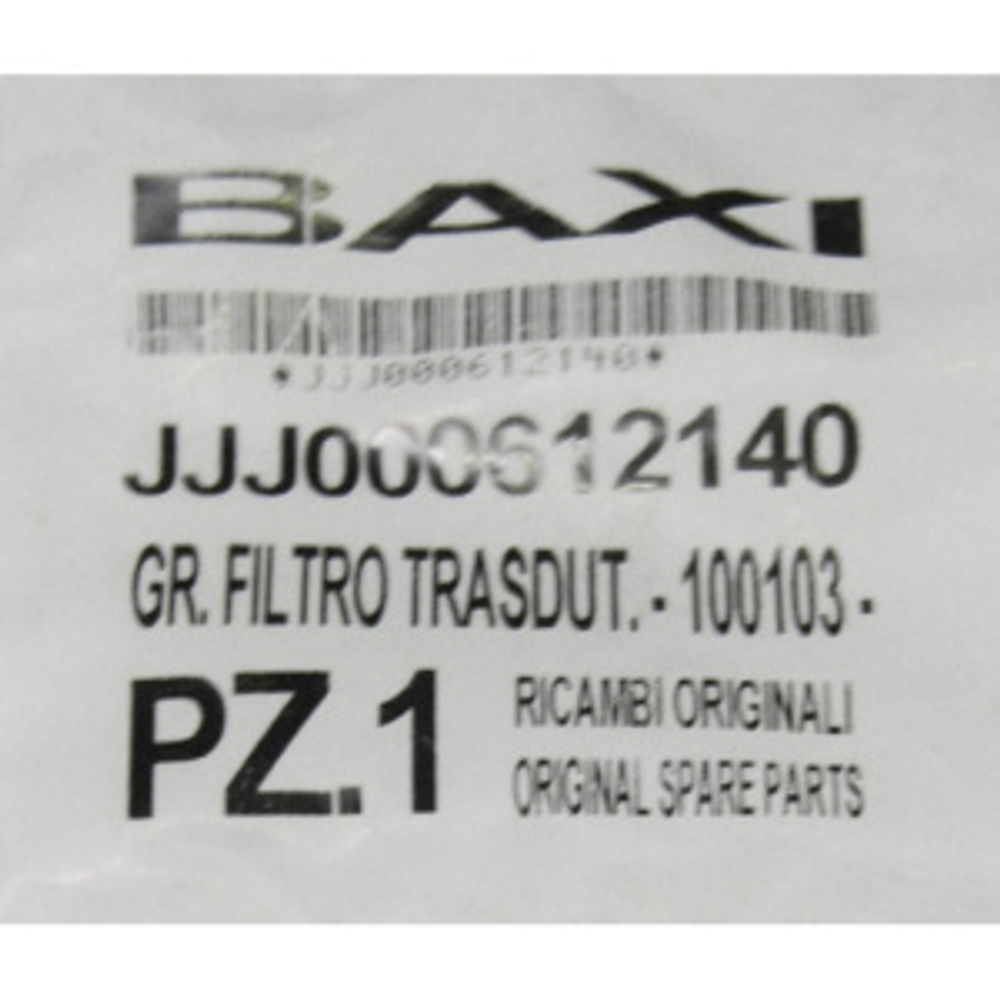 BAXI
*JJJ000612140*
JJJ000612140
GR. FILTRO TRASDUT. - 100103 -
PZ.1
RICAMBI ORIGINALI
ORIGINAL SPARE PARTS